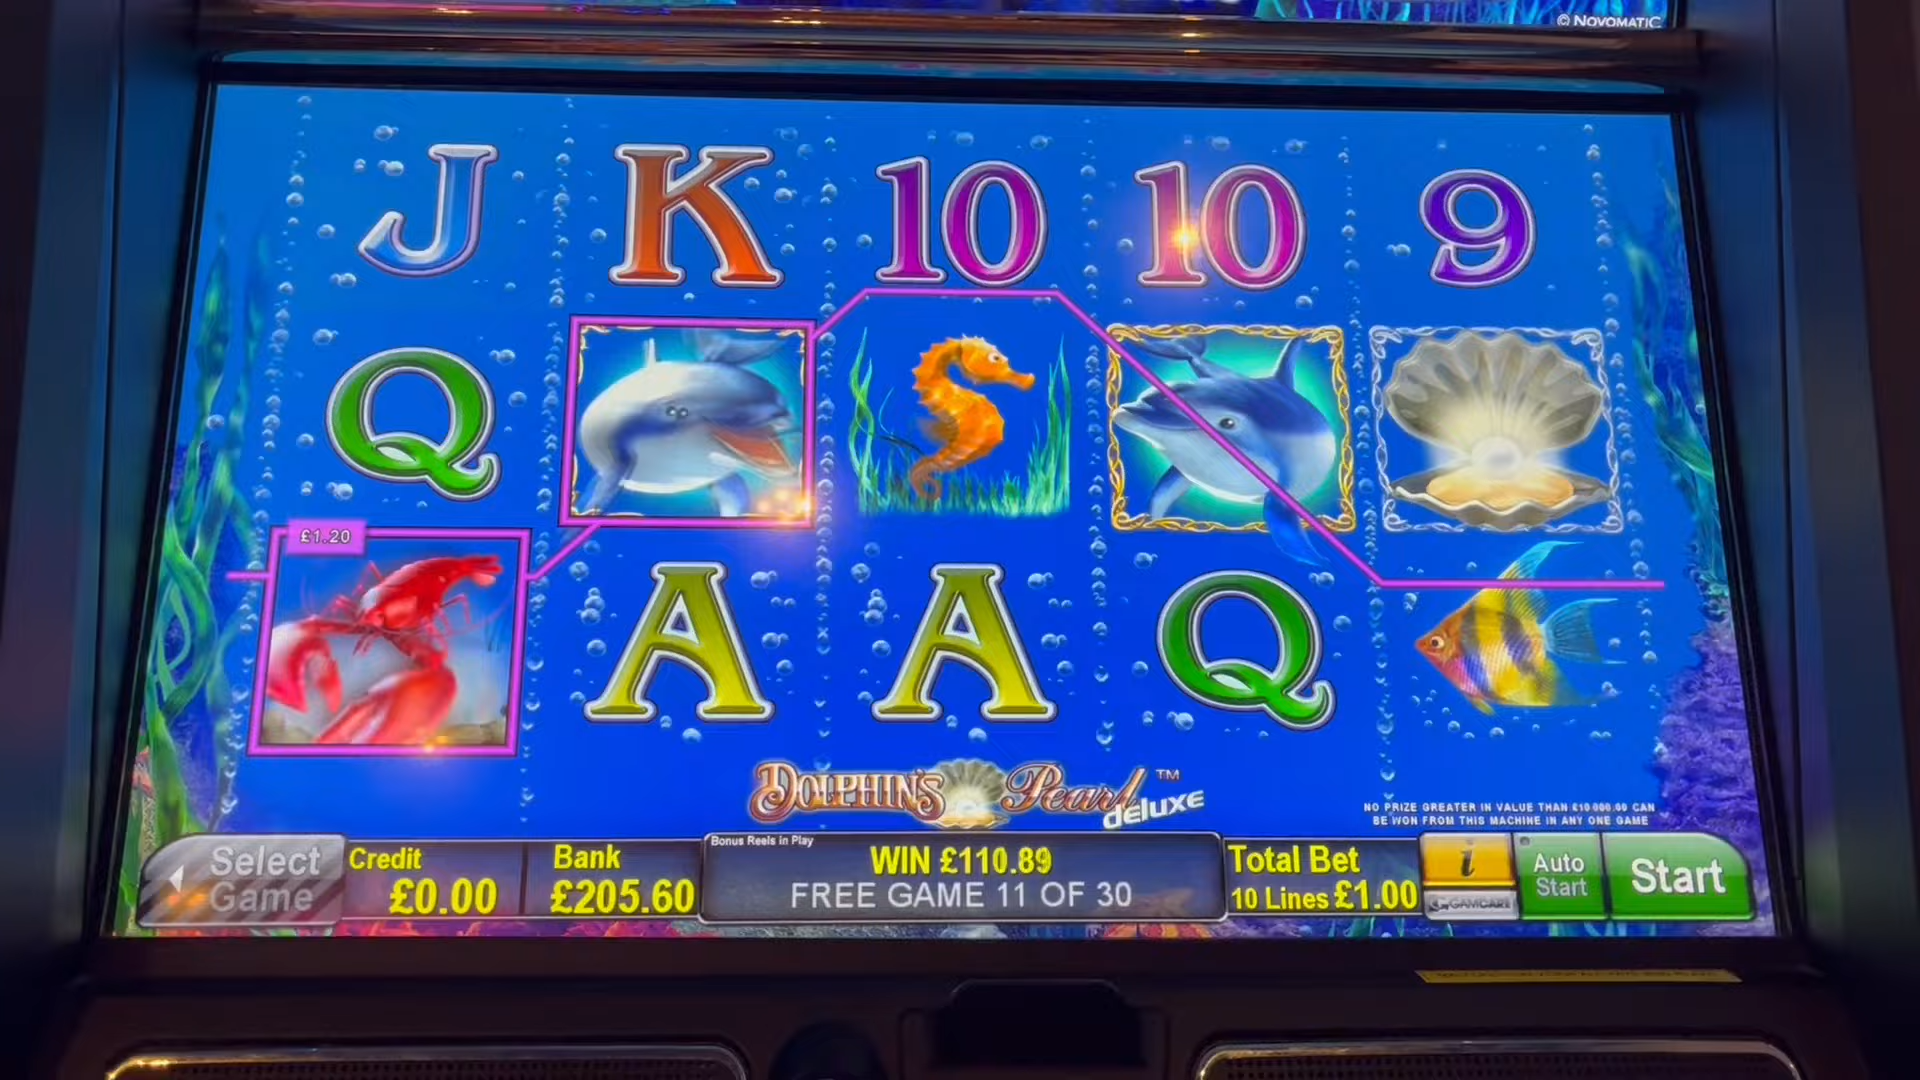 © NOVOMATIC
J K 10 10 9
Q
£1.20
A A Q
DOLPHIN'S Pearl™ deluxe
NO PRIZE GREATER IN VALUE THAN £10 000.00 CAN
BE WON FROM THIS MACHINE IN ANY ONE GAME
Select
Game
Credit
£0.00
Bank
£205.60
Bonus Reels in Play
WIN £110.89
FREE GAME 11 OF 30
Total Bet
10 Lines £1.00
i
GAMCARE
Auto
Start
Start